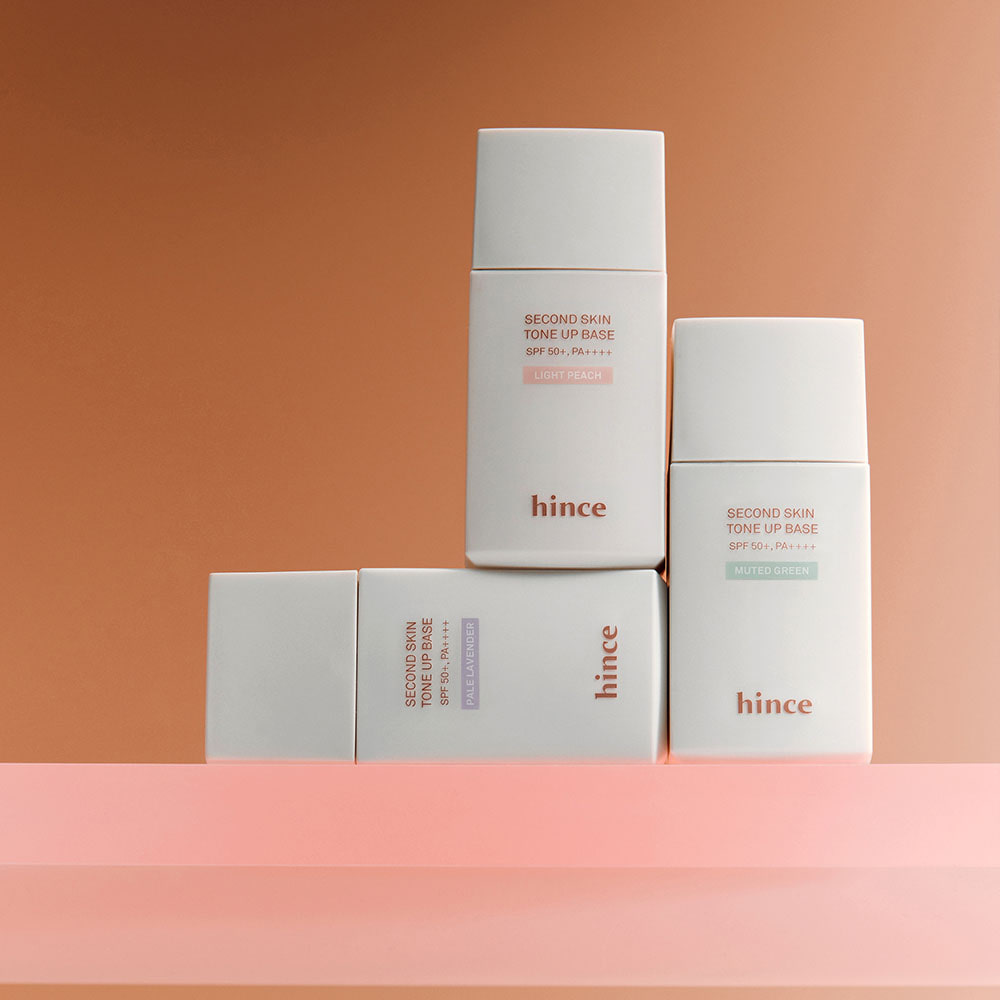 SECOND SKIN
TONE UP BASE
SPF 50+, PA++++
LIGHT PEACH
hince
SECOND SKIN
TONE UP BASE
SPF 50+, PA++++
MUTED GREEN
hince
SECOND SKIN
TONE UP BASE
SPF 50+, PA++++
PALE LAVENDER
hince